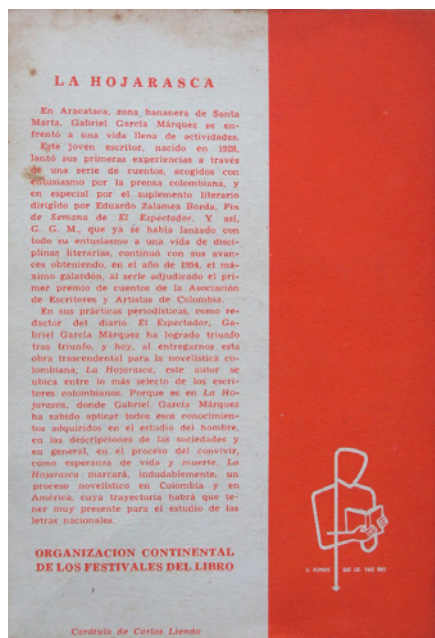 LA HOJARASCA
En Aracataca, zona bananera de Santa
Marta, Gabriel García Márquez se en-
frentó a una vida llena de actividades.
Este joven escritor, nacido en 1928,
lanzó sus primeras experiencias a través
de una serie de cuentos, acogidos con
entusiasmo por la prensa colombiana, y
en especial por el suplemento literario
dirigido por Eduardo Zalamea Borda, Fin
de Semana de El Espectador. Y así,
G. G. M., que ya se había lanzado con
todo su entusiasmo a una vida de disci-
plinas literarias, continuó con sus avan-
ces obteniendo, en el año de 1954, el má-
ximo galardón, al serle adjudicado el pri-
mer premio de cuentos de la Asociación
de Escritores y Artistas de Colombia.
En sus prácticas periodísticas, como re-
dactor del diario El Espectador, Ga-
briel García Márquez ha logrado triunfo
tras triunfo, y hoy, al entregarnos esta
obra trascendental para la novelística co-
lombiana, La Hojarasca, este autor se
ubica entre lo más selecto de los escri-
tores colombianos. Porque es en La Ho-
jarasca, donde Gabriel García Márquez
ha sabido aplicar todos esos conocimien-
tos adquiridos en el estudio del hombre,
en las descripciones de las sociedades y
en general, en el proceso del convivir,
como esperanza de vida y muerte. La
Hojarasca marcará, indudablemente, un
proceso novelístico en Colombia y en
América, cuya trayectoria habrá que te-
ner muy presente para el estudio de las
letras nacionales.
ORGANIZACION CONTINENTAL
DE LOS FESTIVALES DEL LIBRO
Carátula de Carlos Liendo
QUE LEE, VALE MAS